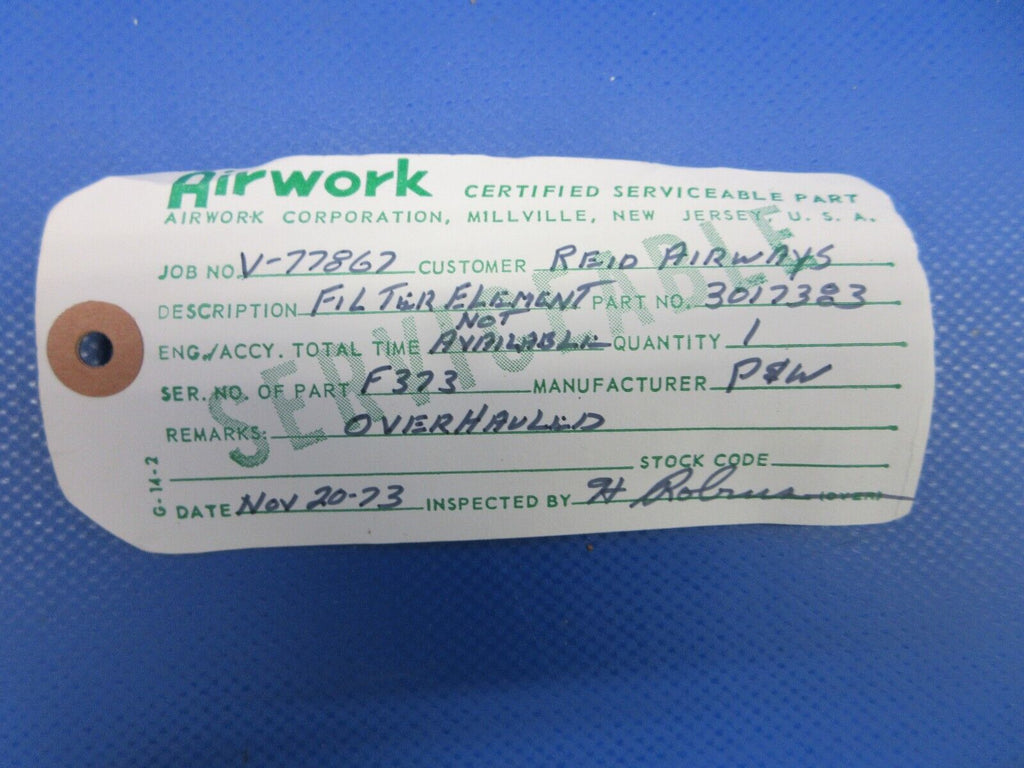 Airwork CERTIFIED SERVICEABLE PART
AIRWORK CORPORATION, MILLVILLE, NEW JERSEY, U. S. A.
JOB NO. V-77867 CUSTOMER REID AIRWAYS
DESCRIPTION FILTER ELEMENT PART NO. 3017383
ENG./ACCY. TOTAL TIME NOT AVAILABLE QUANTITY 1
SER. NO. OF PART F373 MANUFACTURER P&W
REMARKS: OVERHAULED
STOCK CODE
DATE NOV 20-73 INSPECTED BY H (OVER)
G-14-2
SERVICEABLE